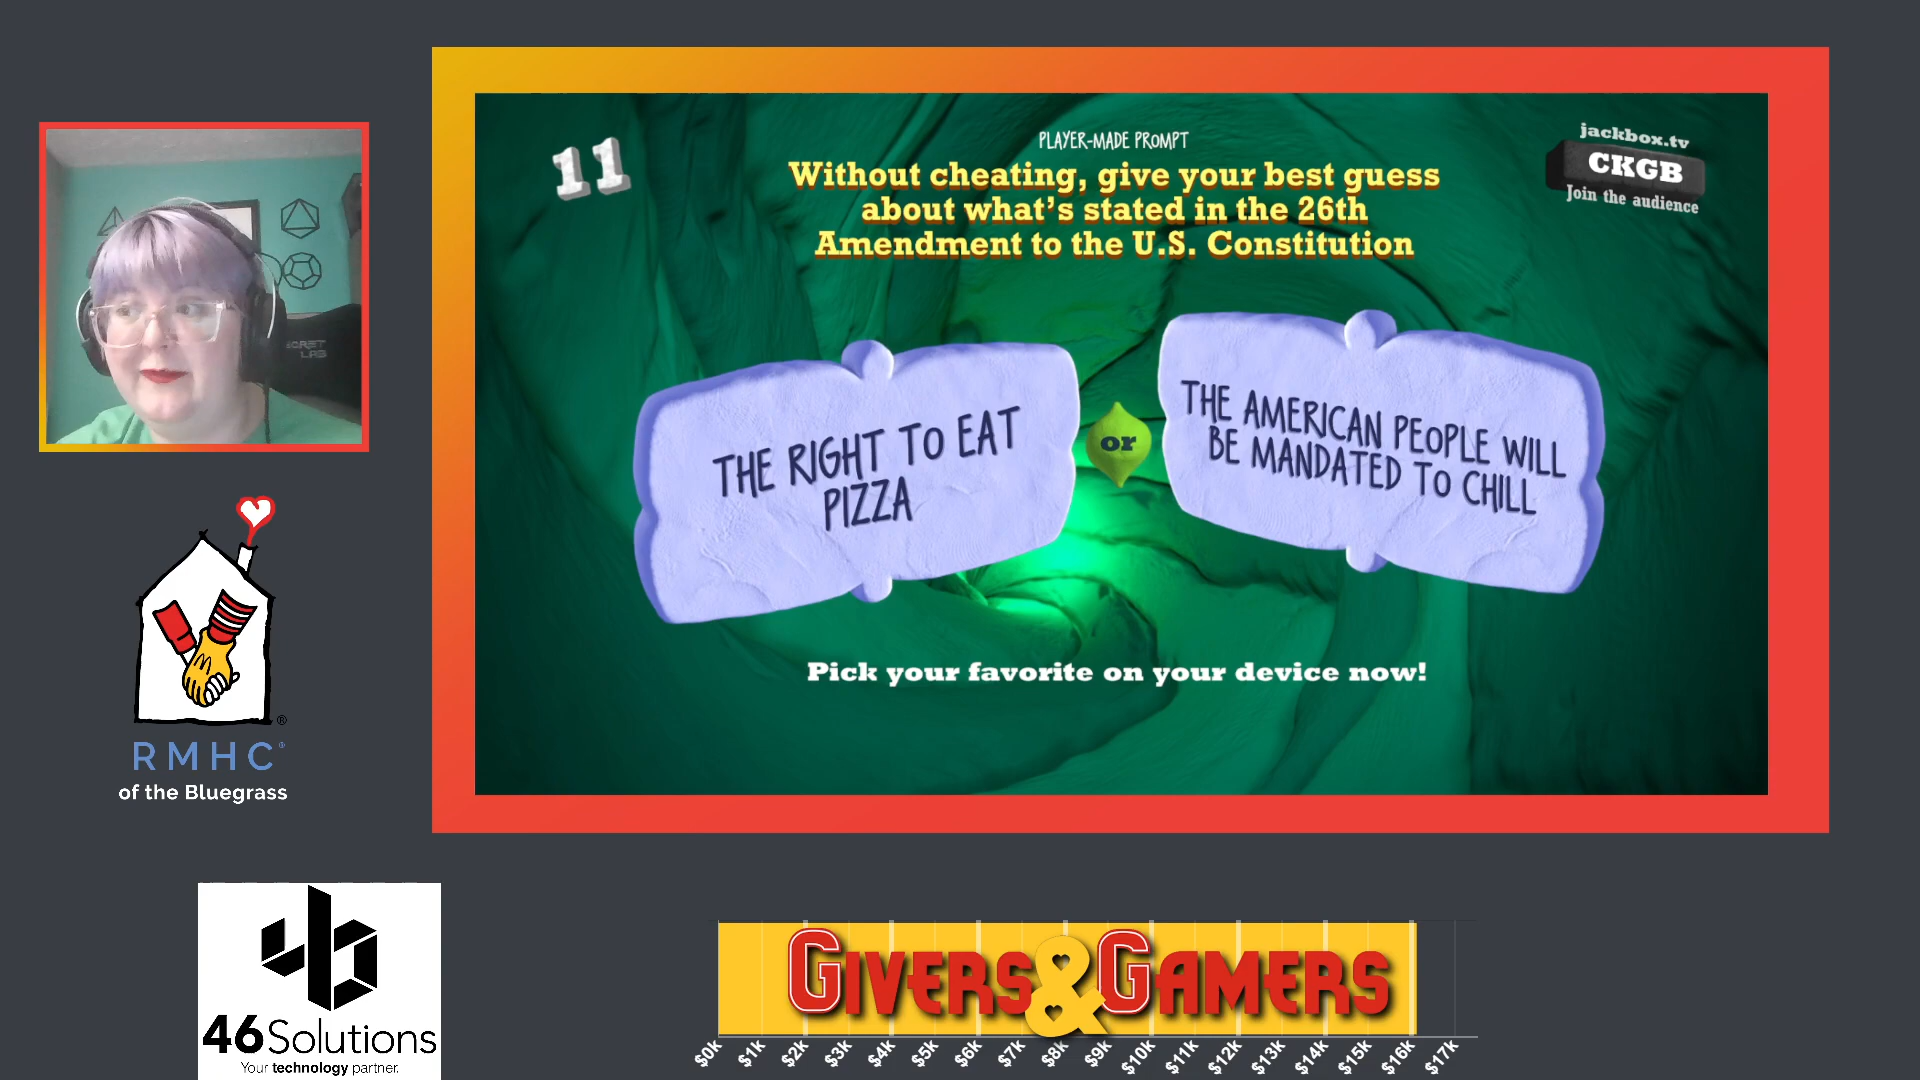 11
PLAYER-MADE PROMPT
Without cheating, give your best guess
about what's stated in the 26th
Amendment to the U.S. Constitution
jackbox.tv
CKGB
Join the audience
THE RIGHT TO EAT
PIZZA
or
THE AMERICAN PEOPLE WILL
BE MANDATED TO CHILL
Pick your favorite on your device now!
RMHC®
of the Bluegrass
46Solutions
Your technology partner.
GIVERS&GAMERS
$0k $1k $2k $3k $4k $5k $6k $7k $8k $9k $10k $11k $12k $13k $14k $15k $16k $17k